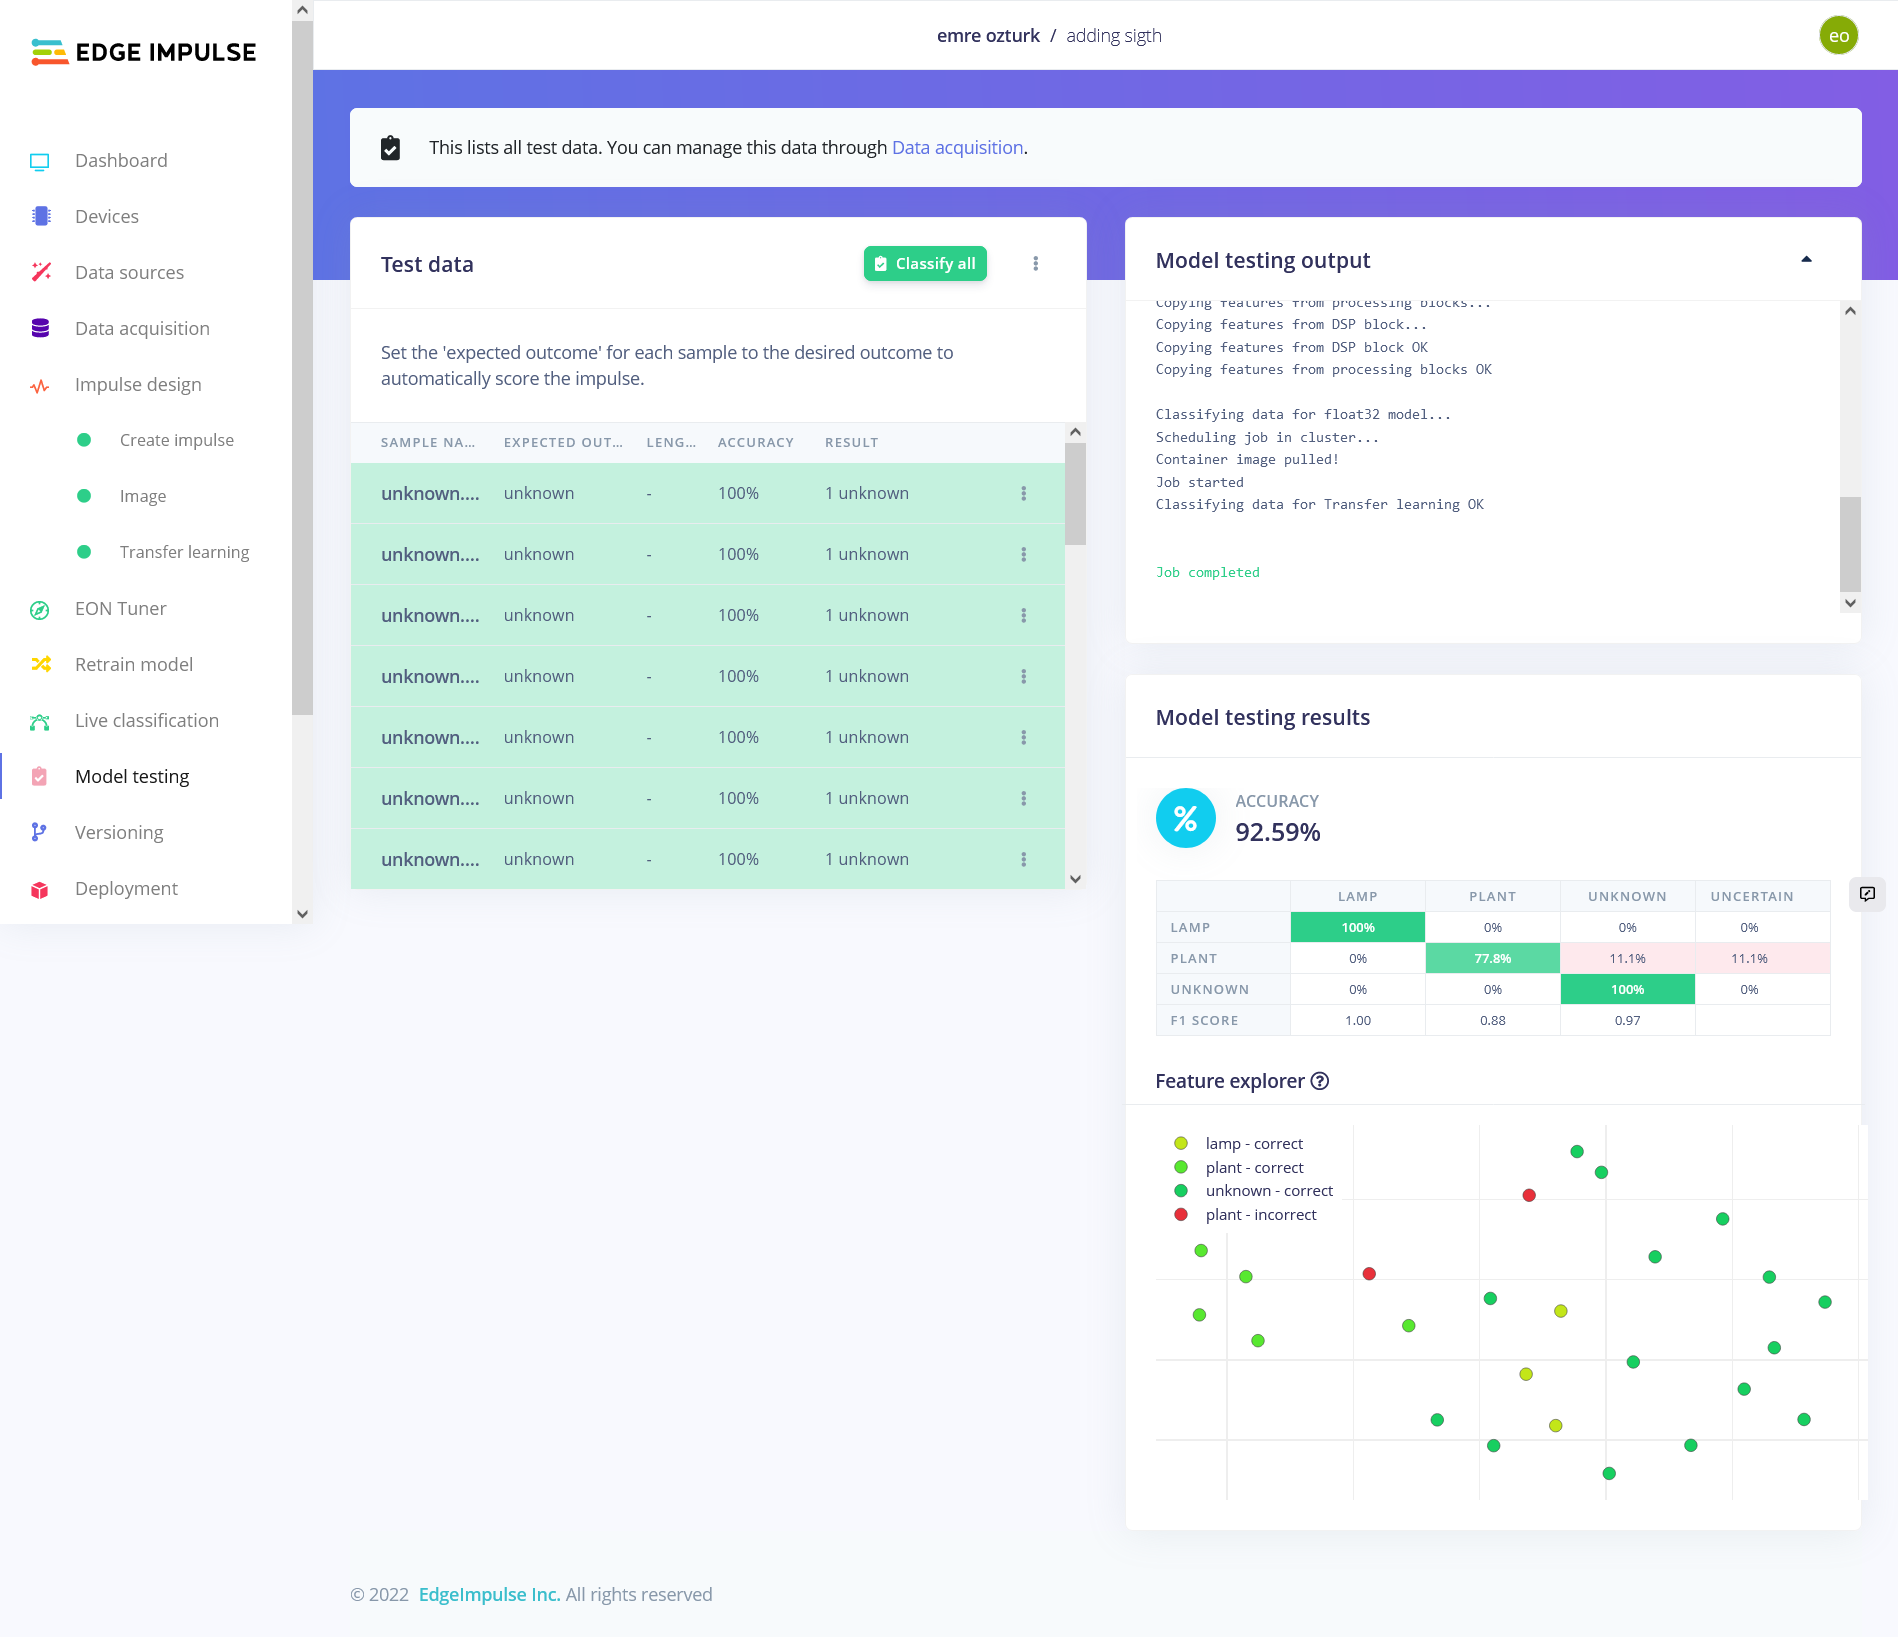 EDGE IMPULSE
emre ozturk / adding sigth
eo
Dashboard
Devices
Data sources
Data acquisition
Impulse design
Create impulse
Image
Transfer learning
EON Tuner
Retrain model
Live classification
Model testing
Versioning
Deployment
This lists all test data. You can manage this data through Data acquisition.
Test data
Classify all
Set the 'expected outcome' for each sample to the desired outcome to
automatically score the impulse.
SAMPLE NA... EXPECTED OUT... LENG... ACCURACY RESULT
unknown.... unknown - 100% 1 unknown
unknown.... unknown - 100% 1 unknown
unknown.... unknown - 100% 1 unknown
unknown.... unknown - 100% 1 unknown
unknown.... unknown - 100% 1 unknown
unknown.... unknown - 100% 1 unknown
unknown.... unknown - 100% 1 unknown
Model testing output
Copying features from processing blocks...
Copying features from DSP block...
Copying features from DSP block OK
Copying features from processing blocks OK
Classifying data for float32 model...
Scheduling job in cluster...
Container image pulled!
Job started
Classifying data for Transfer learning OK
Job completed
Model testing results
%
ACCURACY
92.59%
LAMP PLANT UNKNOWN UNCERTAIN
LAMP 100% 0% 0% 0%
PLANT 0% 77.8% 11.1% 11.1%
UNKNOWN 0% 0% 100% 0%
F1 SCORE 1.00 0.88 0.97
Feature explorer
lamp - correct
plant - correct
unknown - correct
plant - incorrect
© 2022 EdgeImpulse Inc. All rights reserved